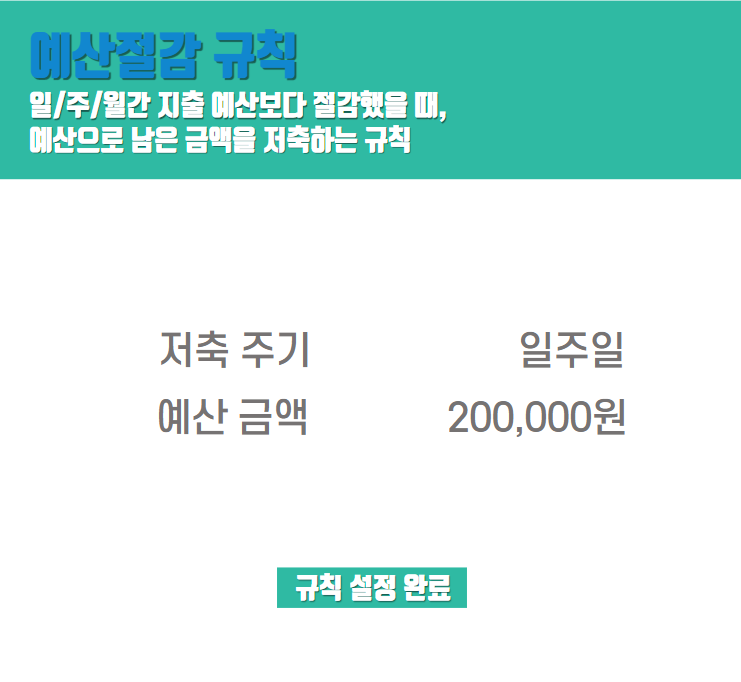 예산절감 규칙
일/주/월간 지출 예산보다 절감했을 때,
예산으로 남은 금액을 저축하는 규칙
저축 주기 일주일
예산 금액 200,000원
규칙 설정 완료